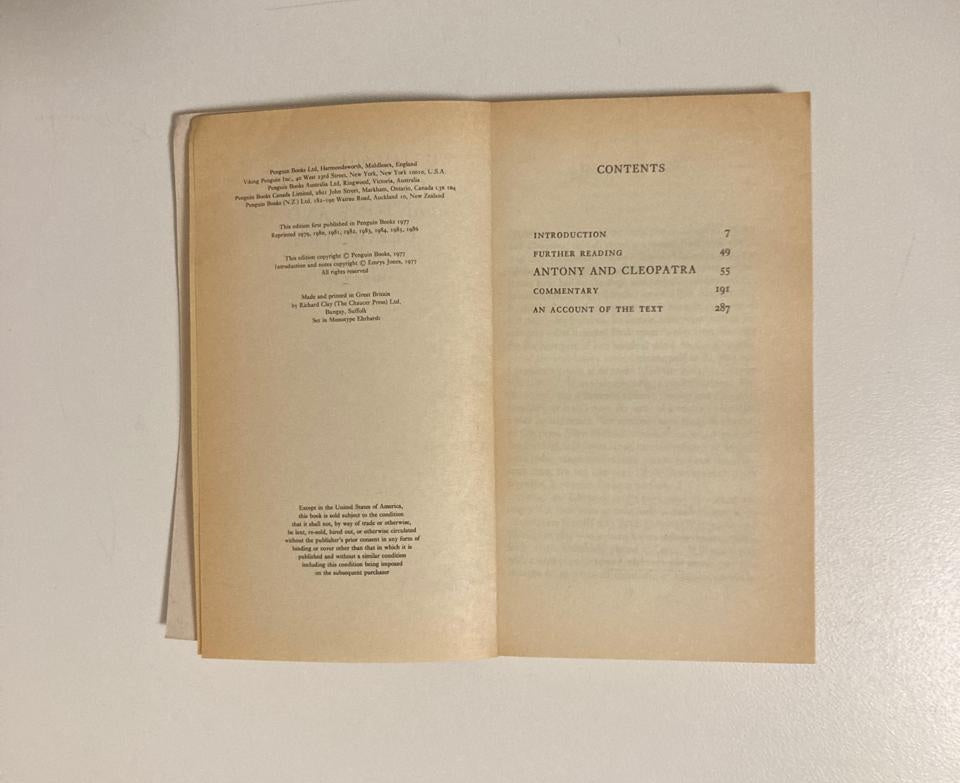 Penguin Books Ltd, Harmondsworth, Middlesex, England
Viking Penguin Inc., 40 West 23rd Street, New York, New York 10010, U.S.A.
Penguin Books Australia Ltd, Ringwood, Victoria, Australia
Penguin Books Canada Limited, 2801 John Street, Markham, Ontario, Canada L3R 1B4
Penguin Books (N.Z.) Ltd, 182–190 Wairau Road, Auckland 10, New Zealand
This edition first published in Penguin Books 1977
Reprinted 1979, 1980, 1981, 1982, 1983, 1984, 1985, 1986
This edition copyright © Penguin Books, 1977
Introduction and notes copyright © Emrys Jones, 1977
All rights reserved
Made and printed in Great Britain
by Richard Clay (The Chaucer Press) Ltd,
Bungay, Suffolk
Set in Monotype Ehrhardt
Except in the United States of America,
this book is sold subject to the condition
that it shall not, by way of trade or otherwise,
be lent, re-sold, hired out, or otherwise circulated
without the publisher's prior consent in any form of
binding or cover other than that in which it is
published and without a similar condition
including this condition being imposed
on the subsequent purchaser
CONTENTS
INTRODUCTION 7
FURTHER READING 49
ANTONY AND CLEOPATRA 55
COMMENTARY 191
AN ACCOUNT OF THE TEXT 287